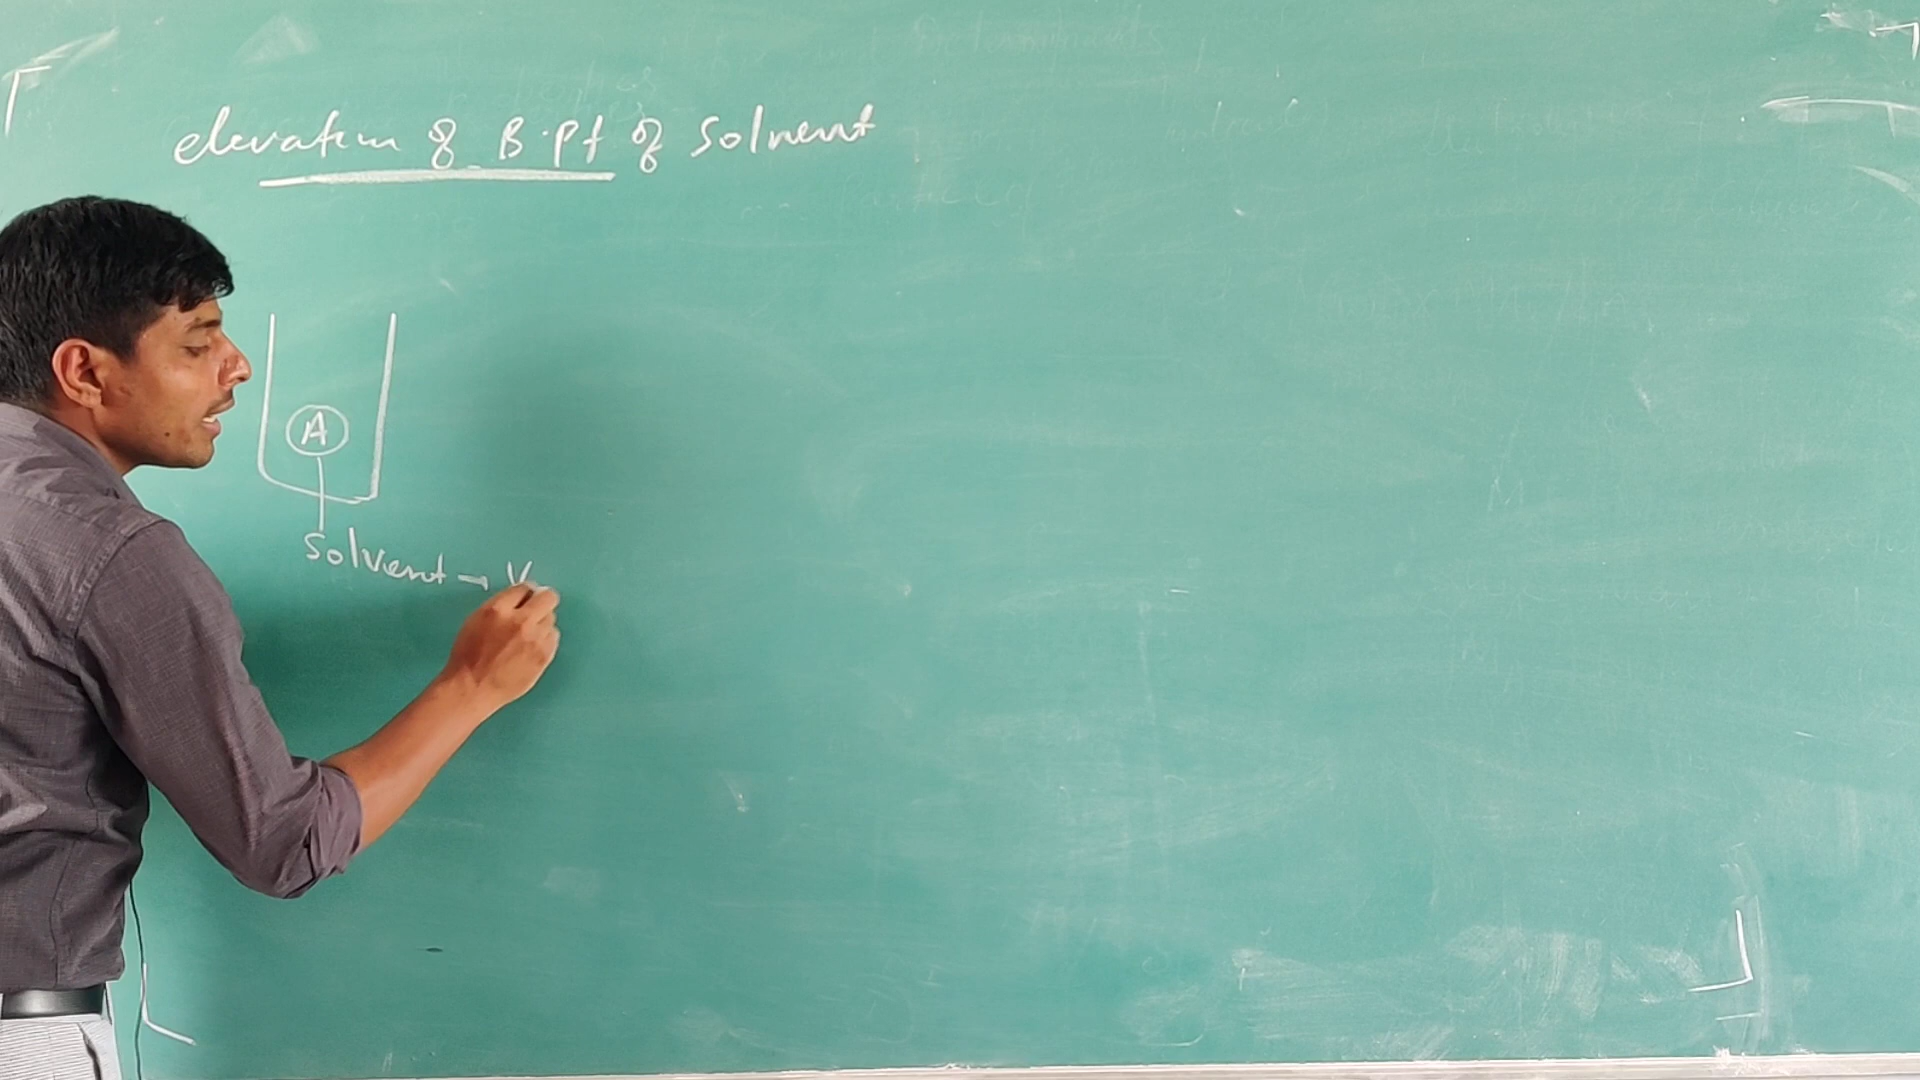 elevation of B.Pt of Solvent
A
Solvent → V